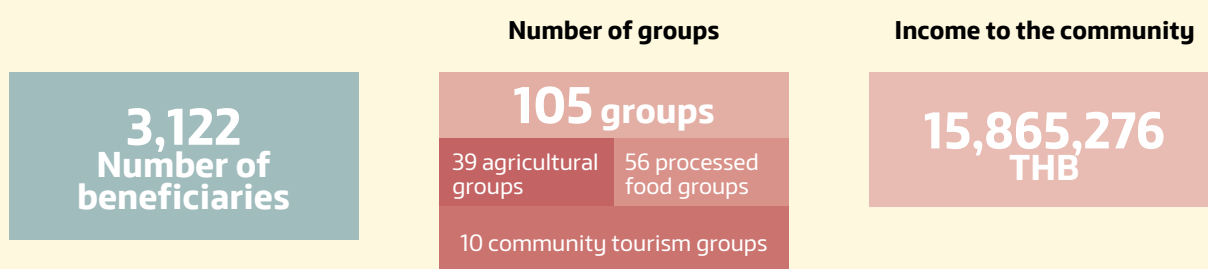 Number of groups
Income to the community
3,122
Number of
beneficiaries
105 groups
39 agricultural
groups
56 processed
food groups
10 community tourism groups
15,865,276
THB